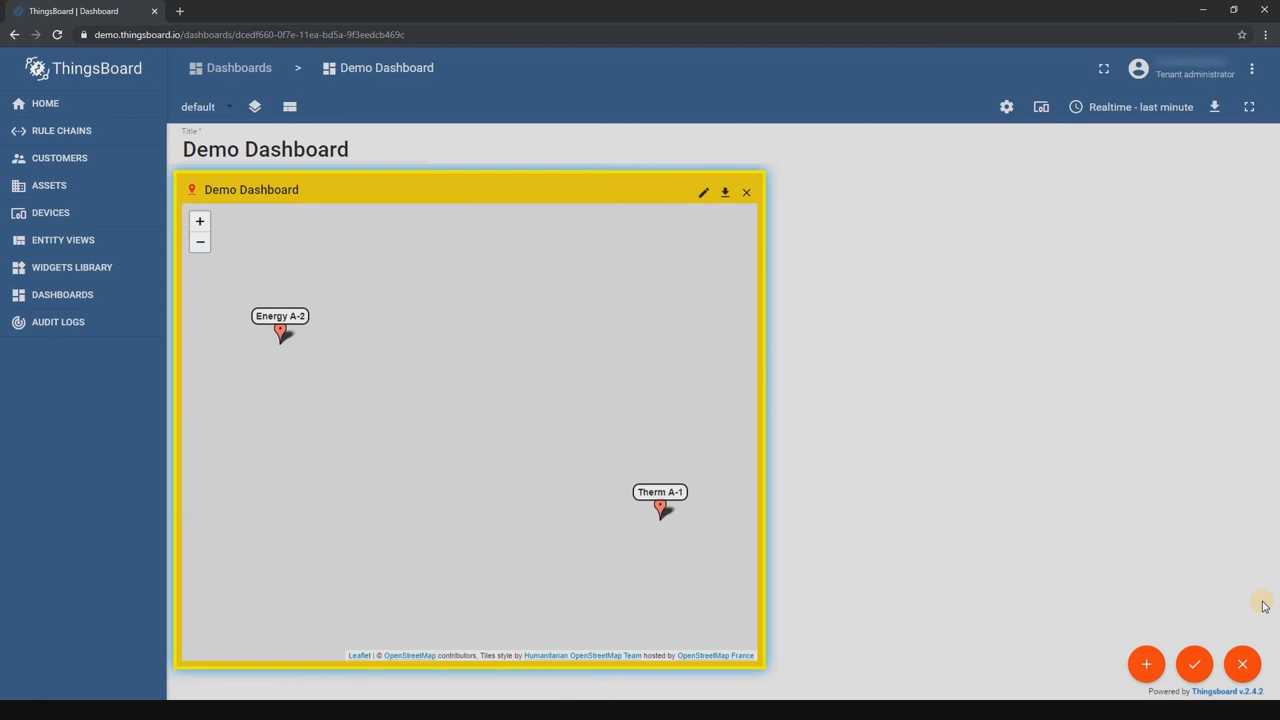 ThingsBoard | Dashboard
demo.thingsboard.io/dashboards/dcedf660-0f7e-11ea-bd5a-9f3eedcb469c
ThingsBoard
Dashboards > Demo Dashboard
Tenant administrator
HOME
RULE CHAINS
CUSTOMERS
ASSETS
DEVICES
ENTITY VIEWS
WIDGETS LIBRARY
DASHBOARDS
AUDIT LOGS
default
Realtime - last minute
Title *
Demo Dashboard
Demo Dashboard
+
−
Energy A-2
Therm A-1
Leaflet | © OpenStreetMap contributors, Tiles style by Humanitarian OpenStreetMap Team hosted by OpenStreetMap France
Powered by Thingsboard v.2.4.2